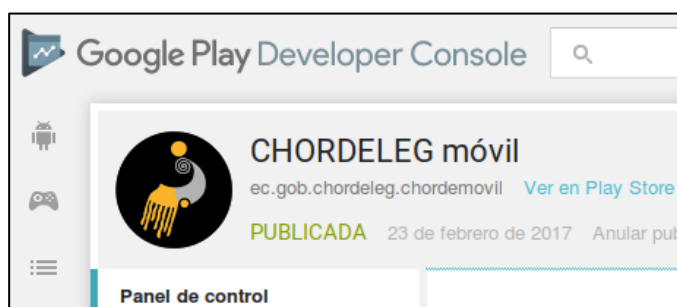 Google Play Developer Console
CHORDELEG móvil
ec.gob.chordeleg.chordemovil Ver en Play Store
PUBLICADA 23 de febrero de 2017 Anular
Panel de control